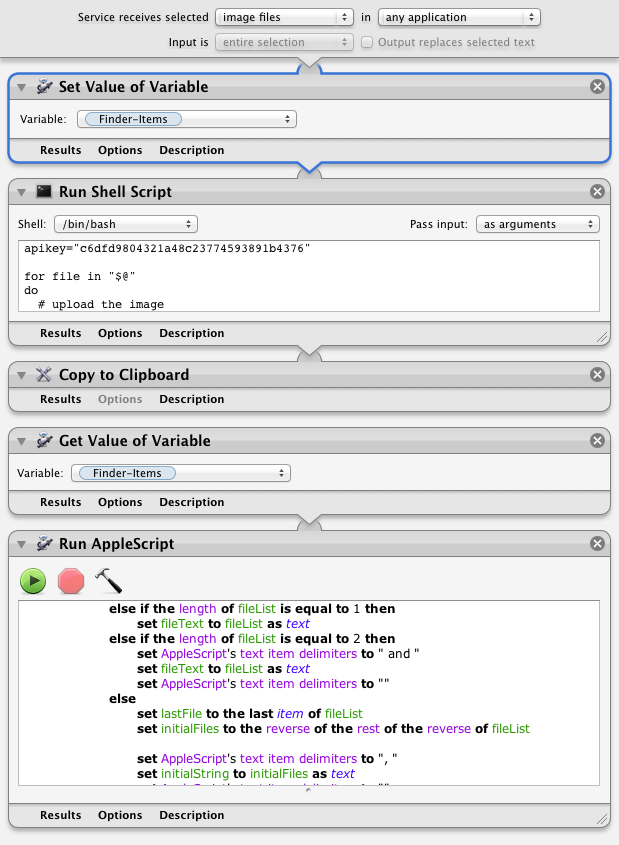 Service receives selected image files in any application
Input is entire selection Output replaces selected text
Set Value of Variable
Variable: Finder-Items
Results Options Description
Run Shell Script
Shell: /bin/bash Pass input: as arguments
apikey="c6dfd9804321a48c23774593891b4376"
for file in "$@"
do
# upload the image
Results Options Description
Copy to Clipboard
Results Options Description
Get Value of Variable
Variable: Finder-Items
Results Options Description
Run AppleScript
else if the length of fileList is equal to 1 then
set fileText to fileList as text
else if the length of fileList is equal to 2 then
set AppleScript's text item delimiters to " and "
set fileText to fileList as text
set AppleScript's text item delimiters to ""
else
set lastFile to the last item of fileList
set initialFiles to the reverse of the rest of the reverse of fileList
set AppleScript's text item delimiters to ", "
set initialString to initialFiles as text
Results Options Description